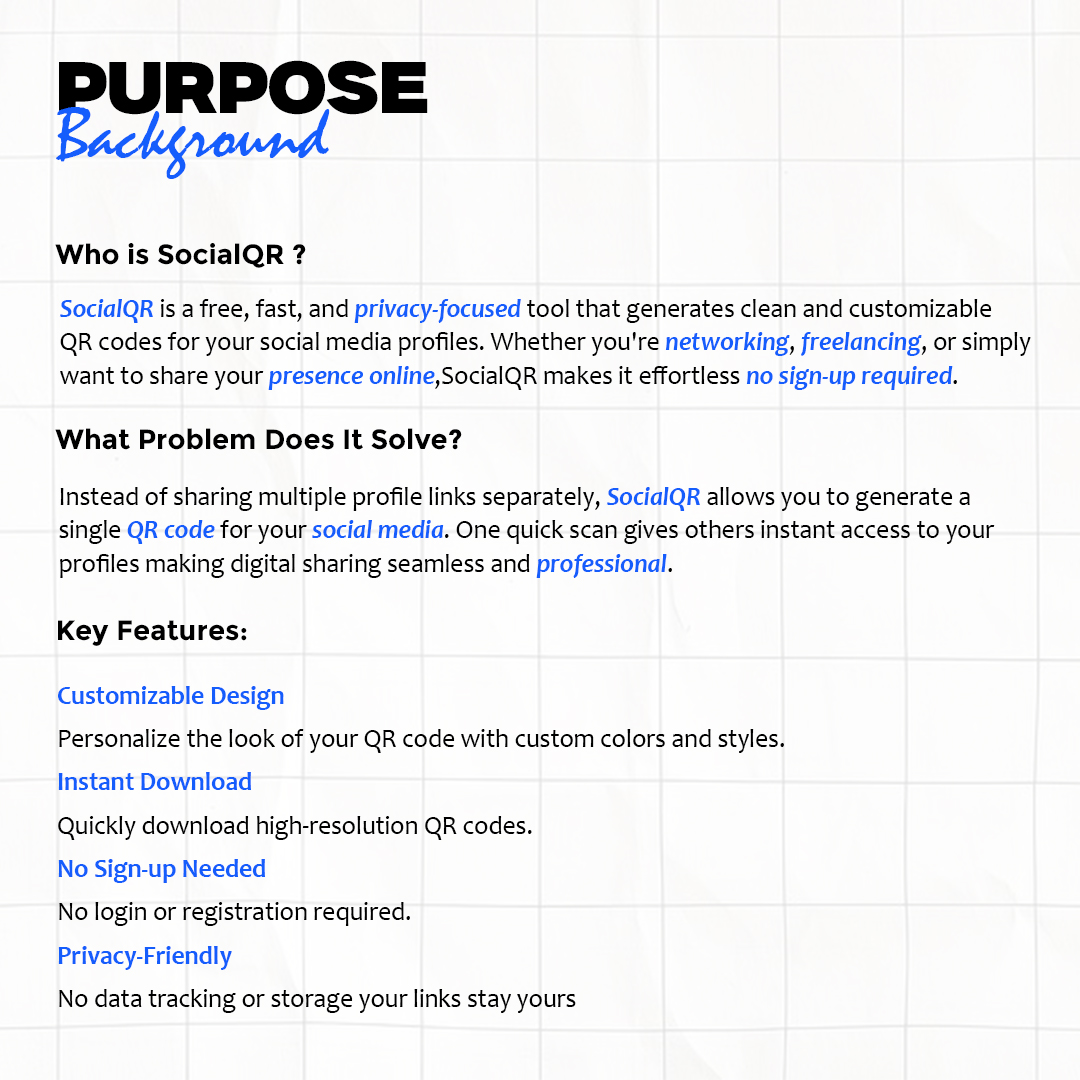 PURPOSE
Background
Who is SocialQR ?
SocialQR is a free, fast, and privacy-focused tool that generates clean and customizable
QR codes for your social media profiles. Whether you're networking, freelancing, or simply
want to share your presence online,SocialQR makes it effortless no sign-up required.
What Problem Does It Solve?
Instead of sharing multiple profile links separately, SocialQR allows you to generate a
single QR code for your social media. One quick scan gives others instant access to your
profiles making digital sharing seamless and professional.
Key Features:
Customizable Design
Personalize the look of your QR code with custom colors and styles.
Instant Download
Quickly download high-resolution QR codes.
No Sign-up Needed
No login or registration required.
Privacy-Friendly
No data tracking or storage your links stay yours